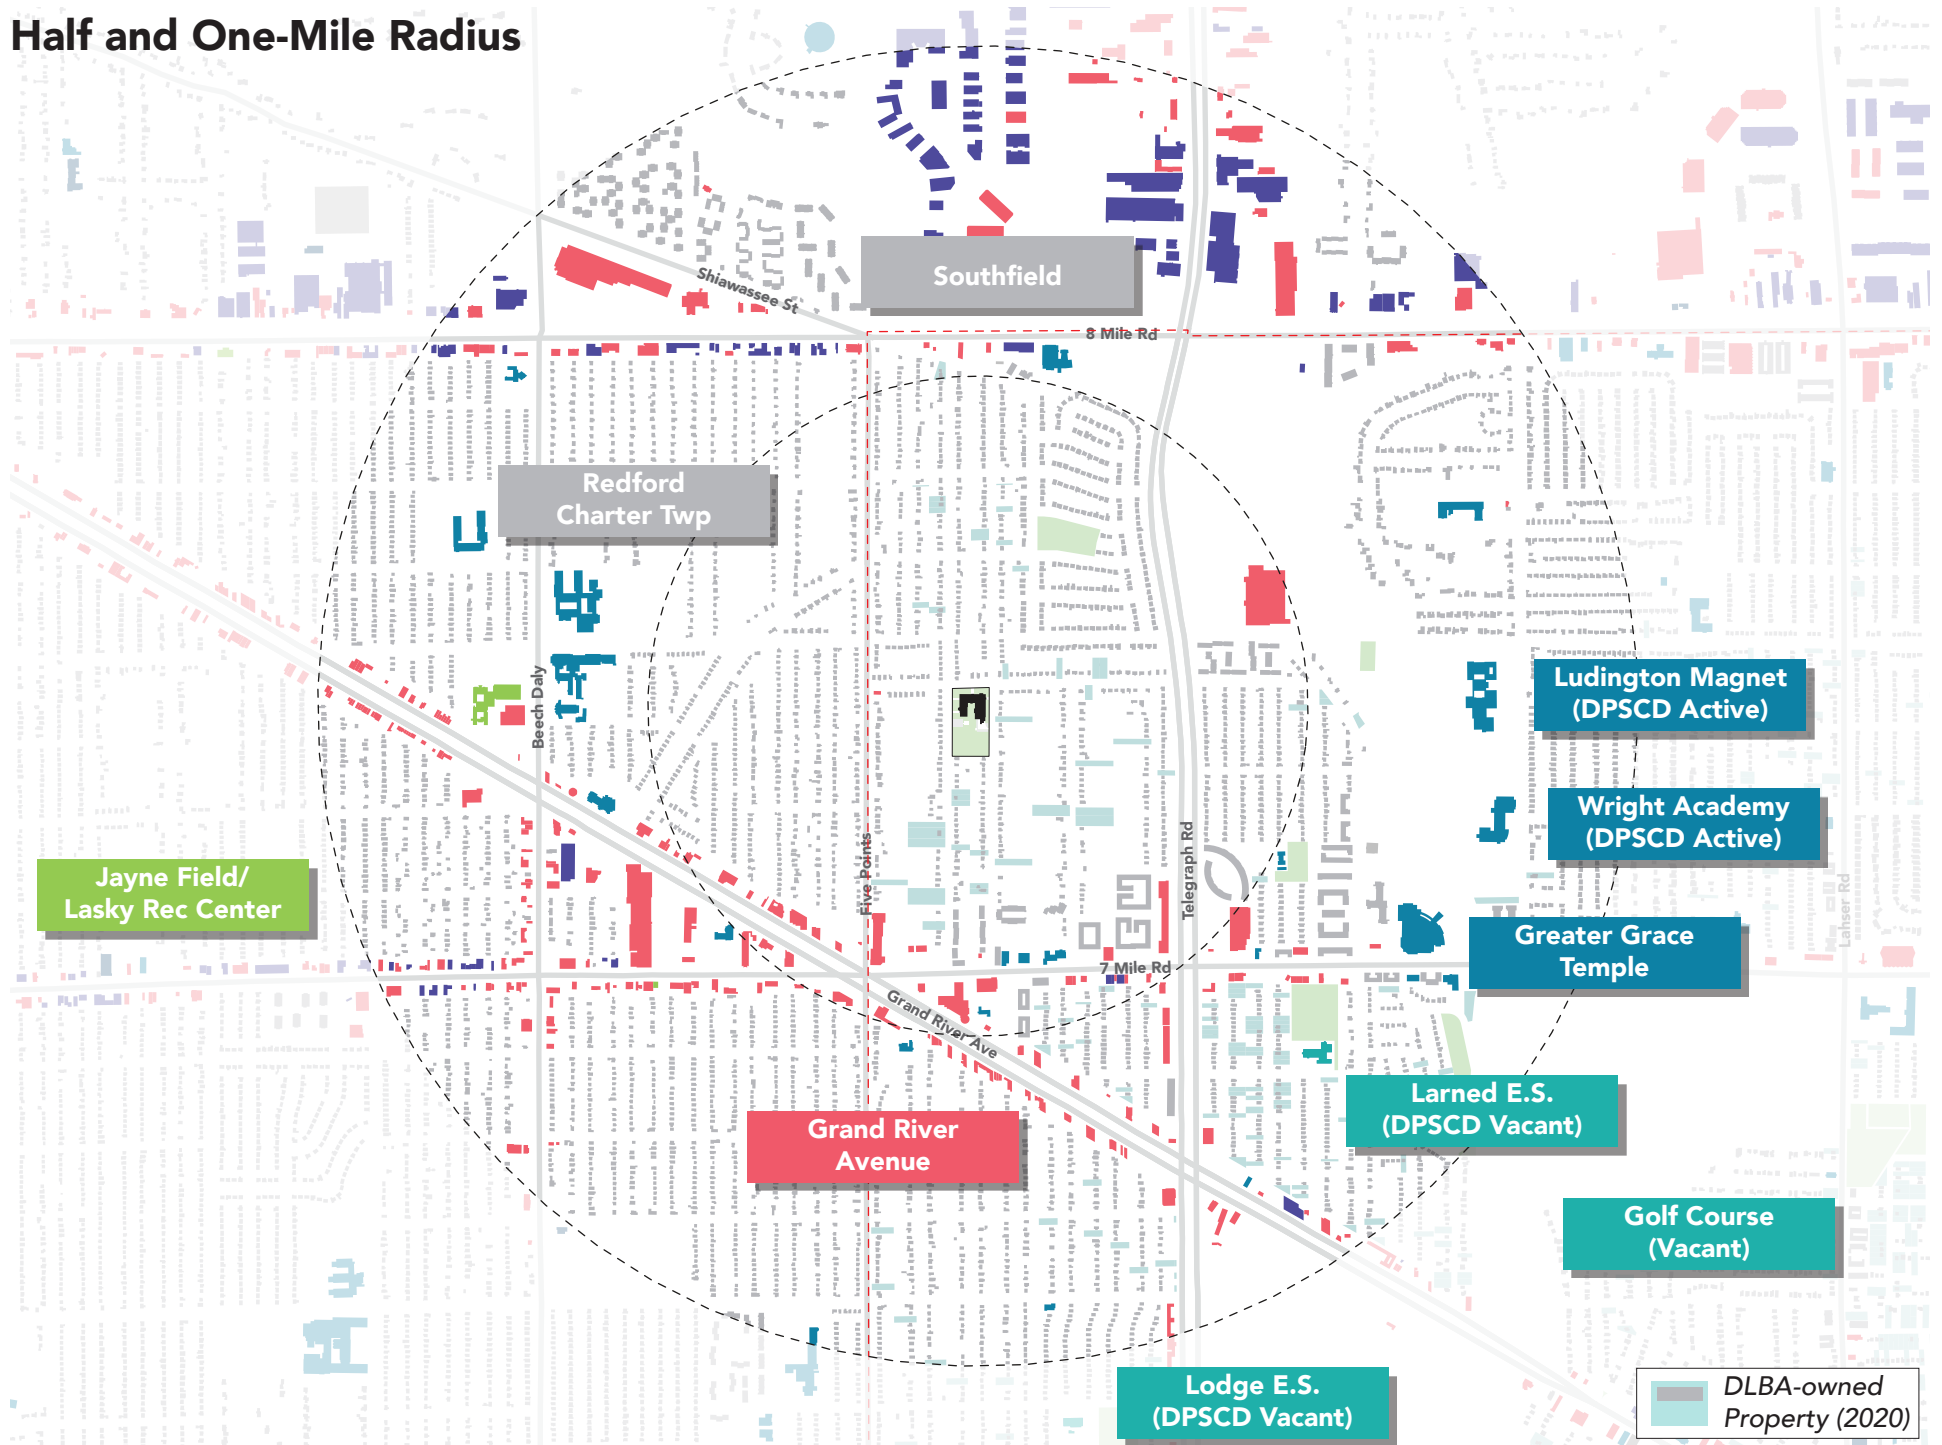 Half and One-Mile Radius
Southfield
Shiawassee St
8 Mile Rd
Redford
Charter Twp
Beech Daly
Ludington Magnet
(DPSCD Active)
Wright Academy
(DPSCD Active)
Five Points
Telegraph Rd
Jayne Field/
Lasky Rec Center
Lahser Rd
Greater Grace
Temple
7 Mile Rd
Grand River Ave
Larned E.S.
(DPSCD Vacant)
Grand River
Avenue
Golf Course
(Vacant)
Lodge E.S.
(DPSCD Vacant)
DLBA-owned
Property (2020)